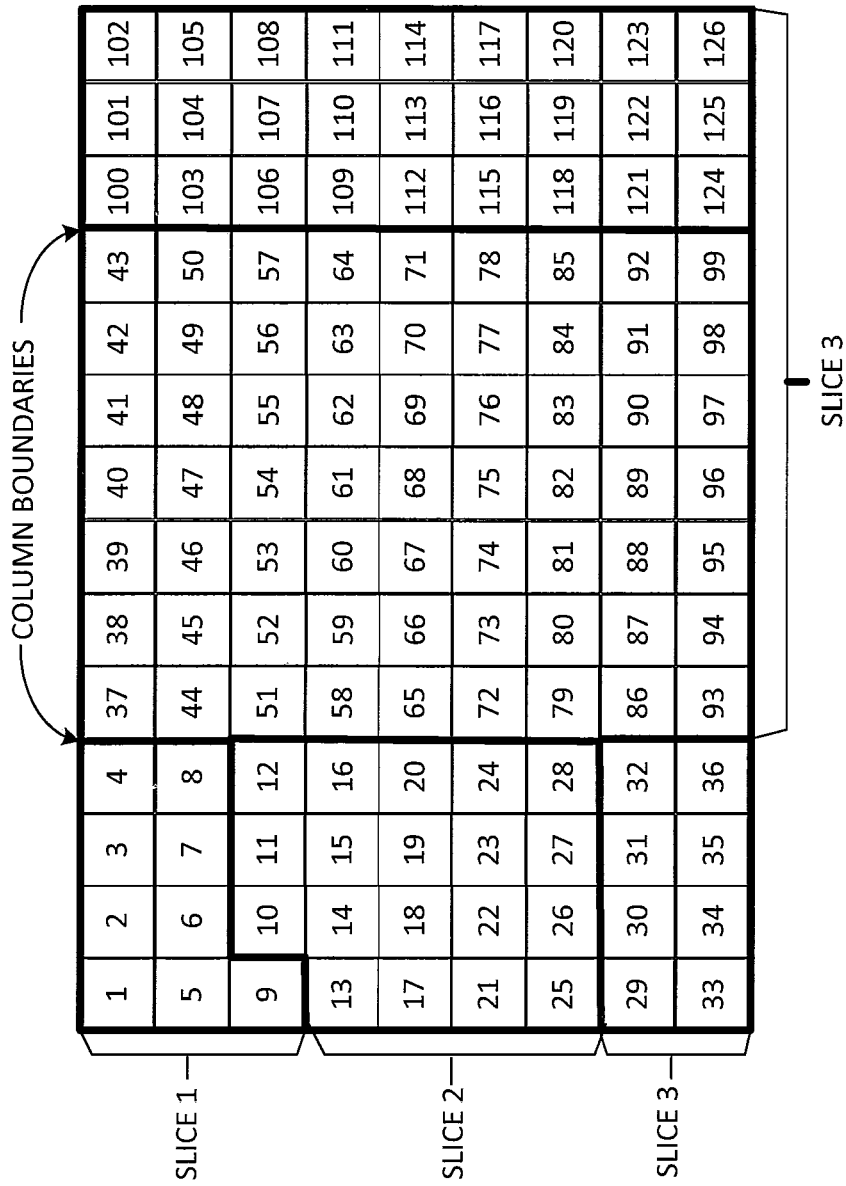 COLUMN BOUNDARIES
1 2 3 4 37 38 39 40 41 42 43 100 101 102
SLICE 1
5 6 7 8 44 45 46 47 48 49 50 103 104 105
9 10 11 12 51 52 53 54 55 56 57 106 107 108
13 14 15 16 58 59 60 61 62 63 64 109 110 111
17 18 19 20 65 66 67 68 69 70 71 112 113 114
SLICE 2
21 22 23 24 72 73 74 75 76 77 78 115 116 117
25 26 27 28 79 80 81 82 83 84 85 118 119 120
29 30 31 32 86 87 88 89 90 91 92 121 122 123
SLICE 3
33 34 35 36 93 94 95 96 97 98 99 124 125 126
SLICE 3